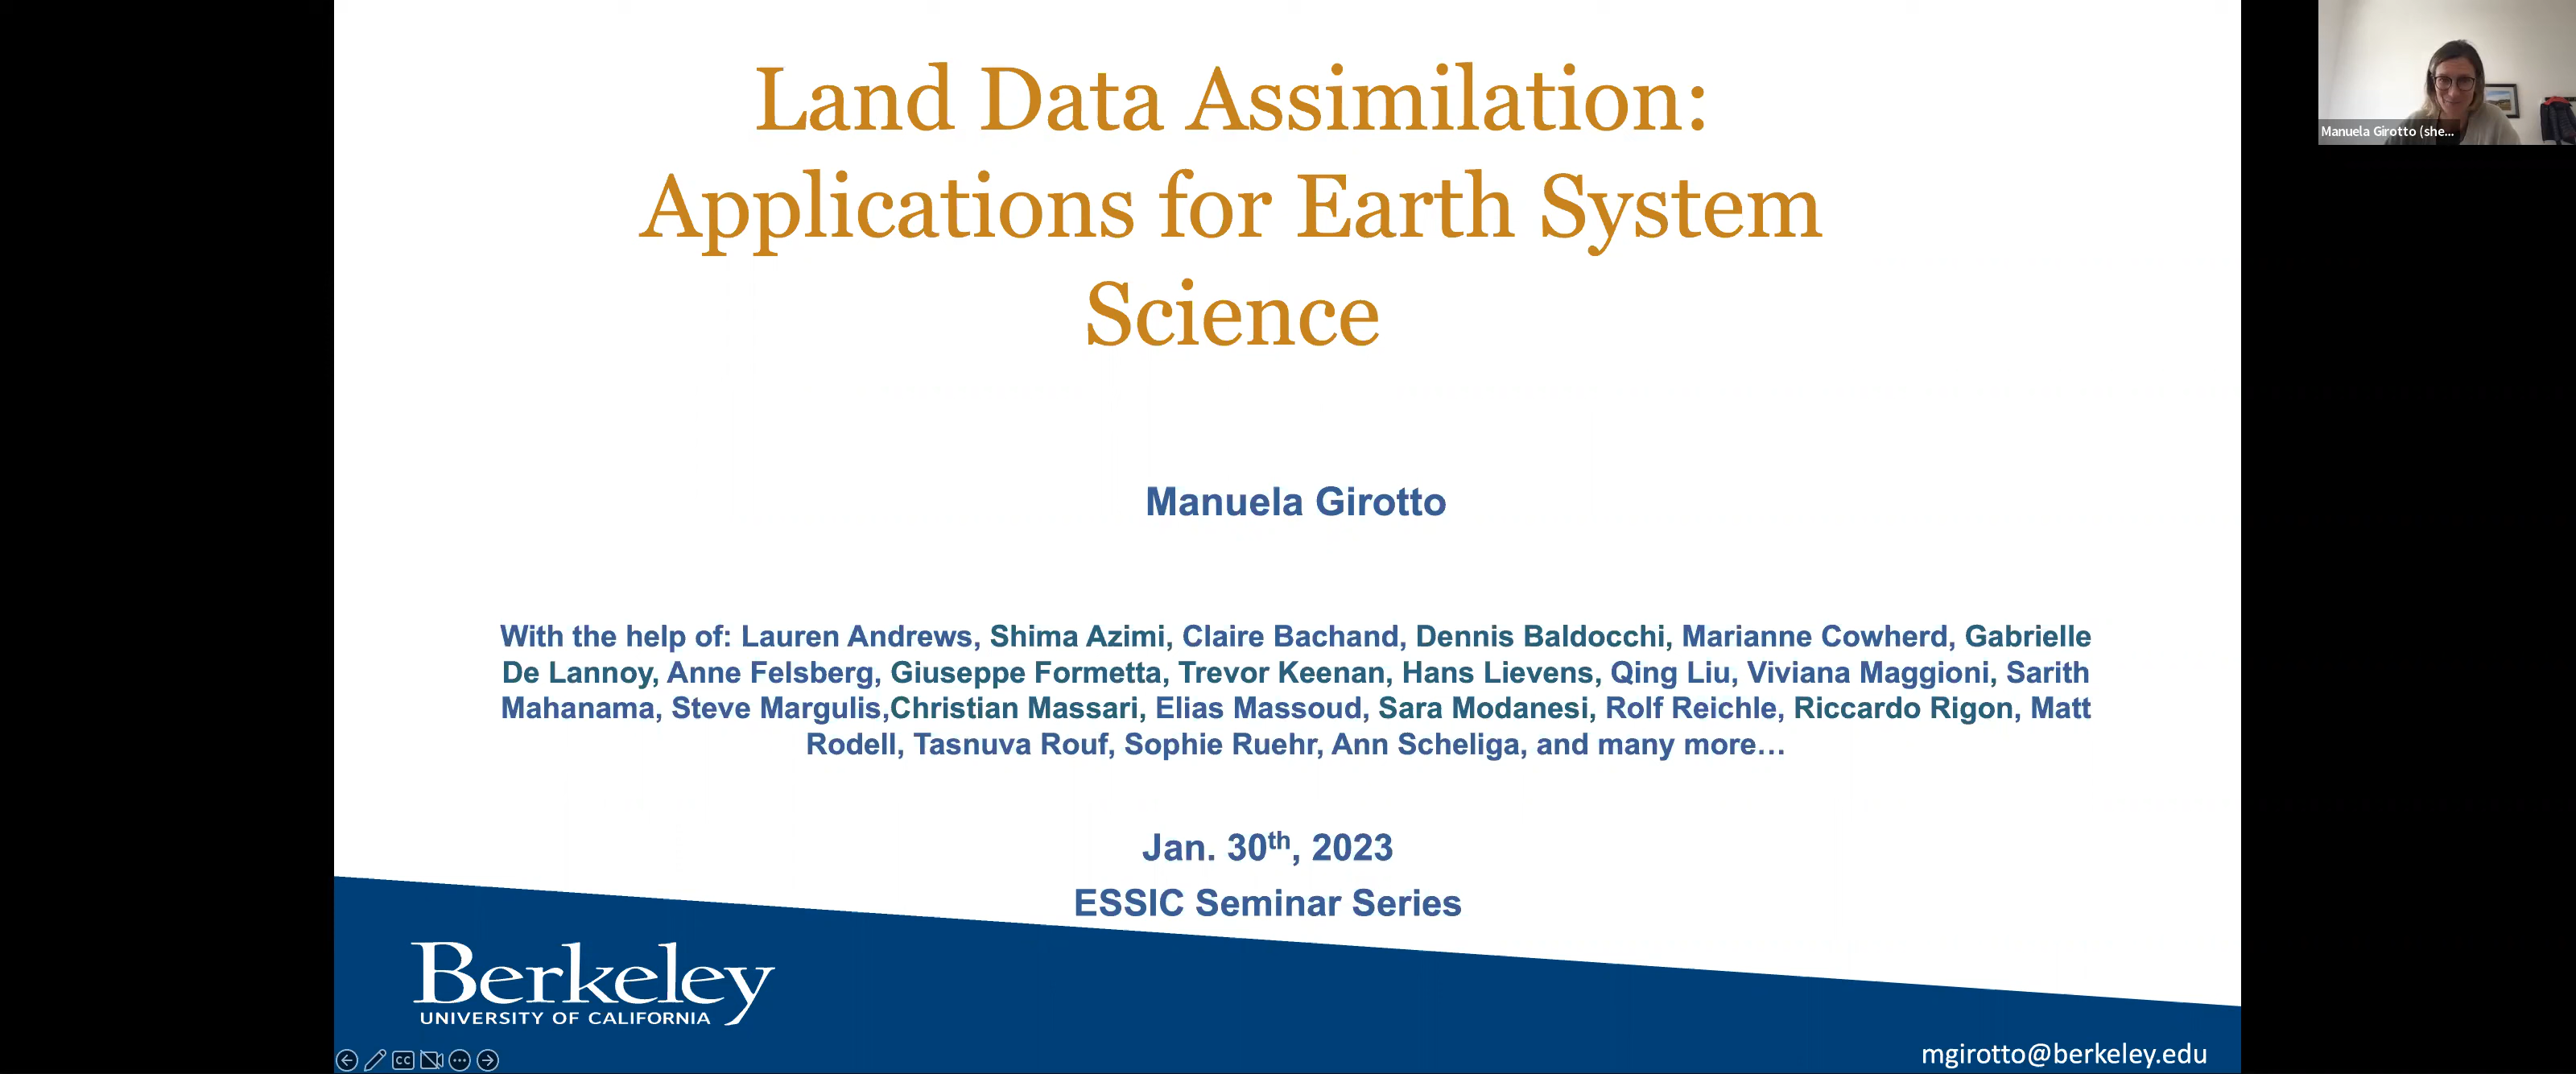 Land Data Assimilation:
Applications for Earth System
Science
Manuela Girotto (she...
Manuela Girotto
With the help of: Lauren Andrews, Shima Azimi, Claire Bachand, Dennis Baldocchi, Marianne Cowherd, Gabrielle
De Lannoy, Anne Felsberg, Giuseppe Formetta, Trevor Keenan, Hans Lievens, Qing Liu, Viviana Maggioni, Sarith
Mahanama, Steve Margulis,Christian Massari, Elias Massoud, Sara Modanesi, Rolf Reichle, Riccardo Rigon, Matt
Rodell, Tasnuva Rouf, Sophie Ruehr, Ann Scheliga, and many more...
Jan. 30th, 2023
ESSIC Seminar Series
Berkeley
UNIVERSITY OF CALIFORNIA
CC
mgirotto@berkeley.edu